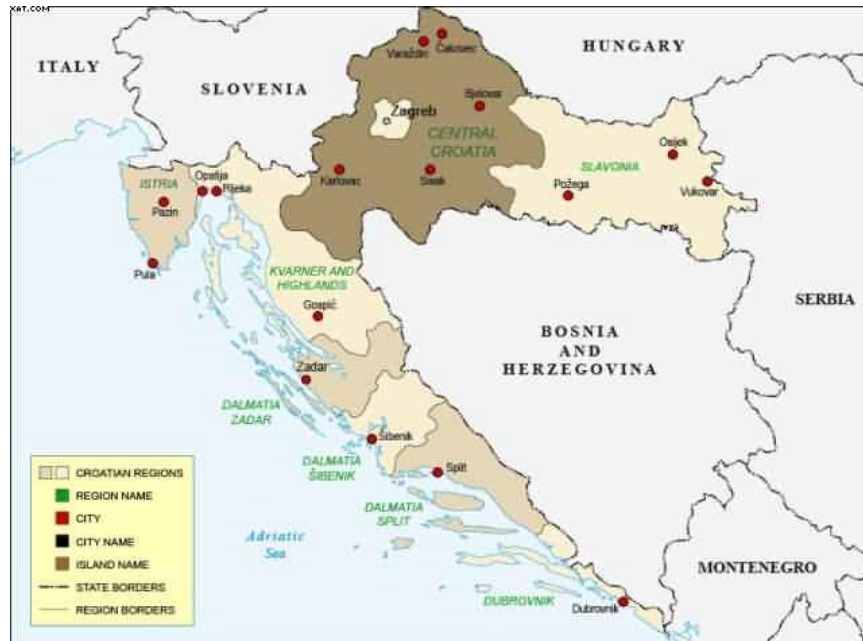 XAT.COM
ITALY
SLOVENIA
HUNGARY
Varaždin
Čakovec
Bjelovar
Zagreb
CENTRAL
CROATIA
Karlovac
Sisak
Osijek
SLAVONIA
Požega
Vukovar
Opatija
Rijeka
ISTRIA
Pazin
Pula
KVARNER AND
HIGHLANDS
Gospić
SERBIA
BOSNIA
AND
HERZEGOVINA
Zadar
DALMATIA
ZADAR
Šibenik
DALMATIA
ŠIBENIK
Split
DALMATIA
SPLIT
Adriatic
Sea
MONTENEGRO
DUBROVNIK
Dubrovnik
CROATIAN REGIONS
REGION NAME
CITY
CITY NAME
ISLAND NAME
STATE BORDERS
REGION BORDERS